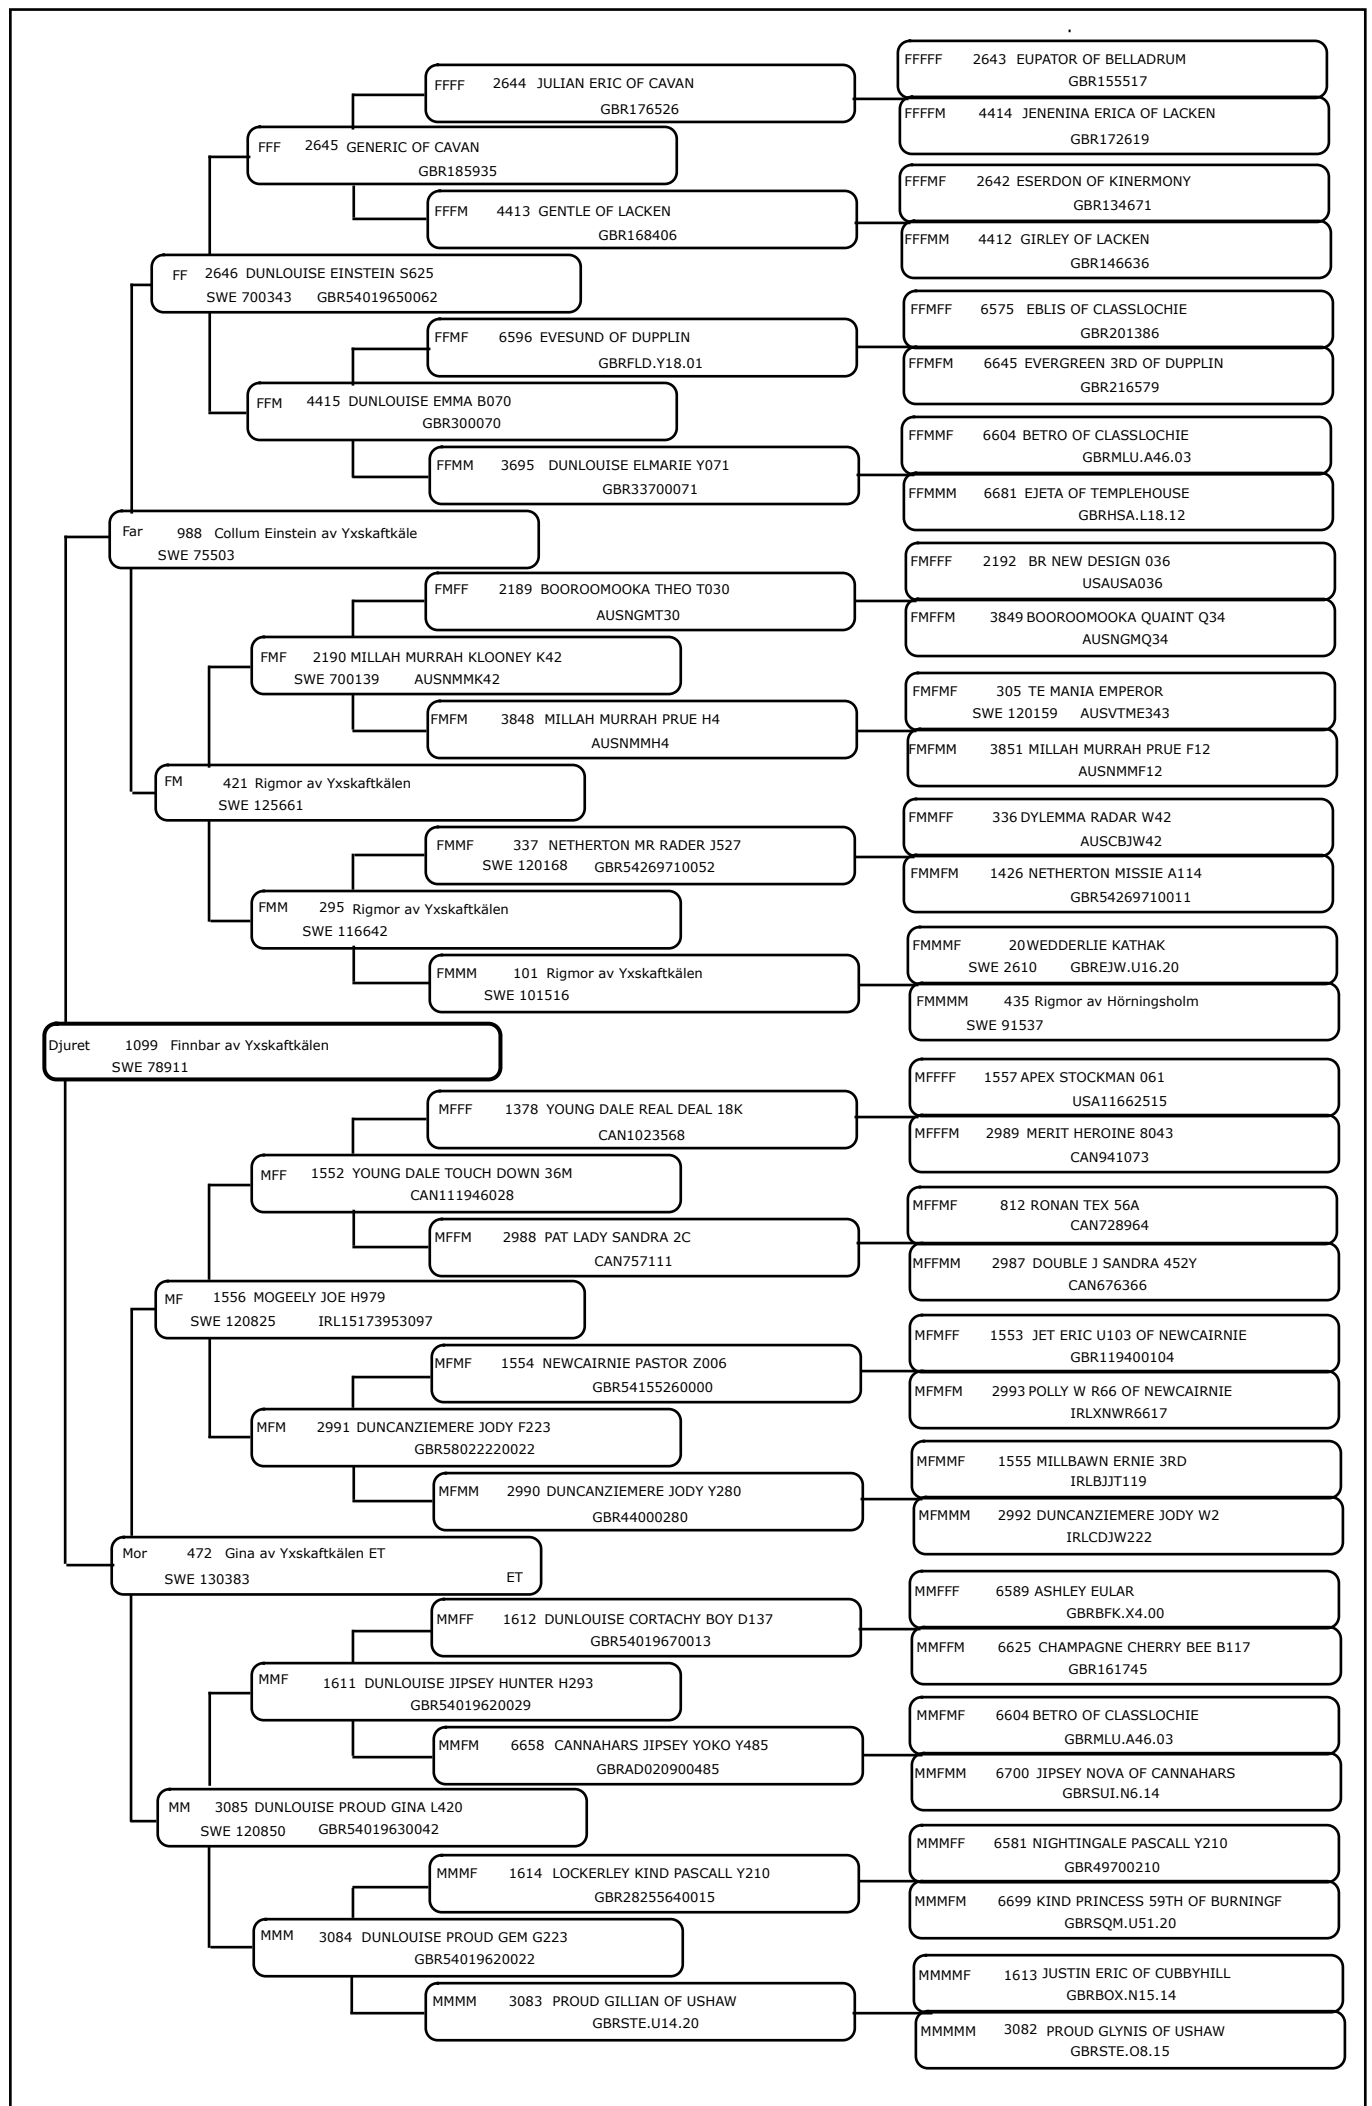 FFFFF 2643 EUPATOR OF BELLADRUM
GBR155517
FFFF 2644 JULIAN ERIC OF CAVAN
GBR176526
FFFFM 4414 JENENINA ERICA OF LACKEN
GBR172619
FFF 2645 GENERIC OF CAVAN
GBR185935
FFFMF 2642 ESERDON OF KINERMONY
GBR134671
FFFM 4413 GENTLE OF LACKEN
GBR168406
FFFMM 4412 GIRLEY OF LACKEN
GBR146636
FF 2646 DUNLOUISE EINSTEIN S625
SWE 700343 GBR54019650062
FFMFF 6575 EBLIS OF CLASSLOCHIE
GBR201386
FFMF 6596 EVESUND OF DUPPLIN
GBRFLD.Y18.01
FFMFM 6645 EVERGREEN 3RD OF DUPPLIN
GBR216579
FFM 4415 DUNLOUISE EMMA B070
GBR300070
FFMMF 6604 BETRO OF CLASSLOCHIE
GBRMLU.A46.03
FFMM 3695 DUNLOUISE ELMARIE Y071
GBR33700071
FFMMM 6681 EJETA OF TEMPLEHOUSE
GBRHSA.L18.12
Far 988 Collum Einstein av Yxskaftkäle
SWE 75503
FMFFF 2192 BR NEW DESIGN 036
USAUSA036
FMFF 2189 BOOROOMOOKA THEO T030
AUSNGMT30
FMFFM 3849 BOOROOMOOKA QUAINT Q34
AUSNGMQ34
FMF 2190 MILLAH MURRAH KLOONEY K42
SWE 700139 AUSNMMK42
FMFMF 305 TE MANIA EMPEROR
SWE 120159 AUSVTME343
FMFM 3848 MILLAH MURRAH PRUE H4
AUSNMMH4
FMFMM 3851 MILLAH MURRAH PRUE F12
AUSNMMF12
FM 421 Rigmor av Yxskaftkälen
SWE 125661
FMMFF 336 DYLEMMA RADAR W42
AUSCBJW42
FMMF 337 NETHERTON MR RADER J527
SWE 120168 GBR54269710052
FMMFM 1426 NETHERTON MISSIE A114
GBR54269710011
FMM 295 Rigmor av Yxskaftkälen
SWE 116642
FMMMF 20 WEDDERLIE KATHAK
SWE 2610 GBREJW.U16.20
FMMM 101 Rigmor av Yxskaftkälen
SWE 101516
FMMMM 435 Rigmor av Hörningsholm
SWE 91537
Djuret 1099 Finnbar av Yxskaftkälen
SWE 78911
MFFFF 1557 APEX STOCKMAN 061
USA11662515
MFFF 1378 YOUNG DALE REAL DEAL 18K
CAN1023568
MFFFM 2989 MERIT HEROINE 8043
CAN941073
MFF 1552 YOUNG DALE TOUCH DOWN 36M
CAN111946028
MFFMF 812 RONAN TEX 56A
CAN728964
MFFM 2988 PAT LADY SANDRA 2C
CAN757111
MFFMM 2987 DOUBLE J SANDRA 452Y
CAN676366
MF 1556 MOGEELY JOE H979
SWE 120825 IRL15173953097
MFMFF 1553 JET ERIC U103 OF NEWCAIRNIE
GBR119400104
MFMF 1554 NEWCAIRNIE PASTOR Z006
GBR54155260000
MFMFM 2993 POLLY W R66 OF NEWCAIRNIE
IRLXNWR6617
MFM 2991 DUNCANZIEMERE JODY F223
GBR58022220022
MFMMF 1555 MILLBAWN ERNIE 3RD
IRLBJJT119
MFMM 2990 DUNCANZIEMERE JODY Y280
GBR44000280
MFMMM 2992 DUNCANZIEMERE JODY W2
IRLCDJW222
Mor 472 Gina av Yxskaftkälen ET
SWE 130383 ET
MMFFF 6589 ASHLEY EULAR
GBRBFK.X4.00
MMFF 1612 DUNLOUISE CORTACHY BOY D137
GBR54019670013
MMFFM 6625 CHAMPAGNE CHERRY BEE B117
GBR161745
MMF 1611 DUNLOUISE JIPSEY HUNTER H293
GBR54019620029
MMFMF 6604 BETRO OF CLASSLOCHIE
GBRMLU.A46.03
MMFM 6658 CANNAHARS JIPSEY YOKO Y485
GBRAD020900485
MMFMM 6700 JIPSEY NOVA OF CANNAHARS
GBRSUI.N6.14
MM 3085 DUNLOUISE PROUD GINA L420
SWE 120850 GBR54019630042
MMMFF 6581 NIGHTINGALE PASCALL Y210
GBR49700210
MMMF 1614 LOCKERLEY KIND PASCALL Y210
GBR28255640015
MMMFM 6699 KIND PRINCESS 59TH OF BURNINGF
GBRSQM.U51.20
MMM 3084 DUNLOUISE PROUD GEM G223
GBR54019620022
MMMMF 1613 JUSTIN ERIC OF CUBBYHILL
GBRBOX.N15.14
MMMM 3083 PROUD GILLIAN OF USHAW
GBRSTE.U14.20
MMMMM 3082 PROUD GLYNIS OF USHAW
GBRSTE.O8.15